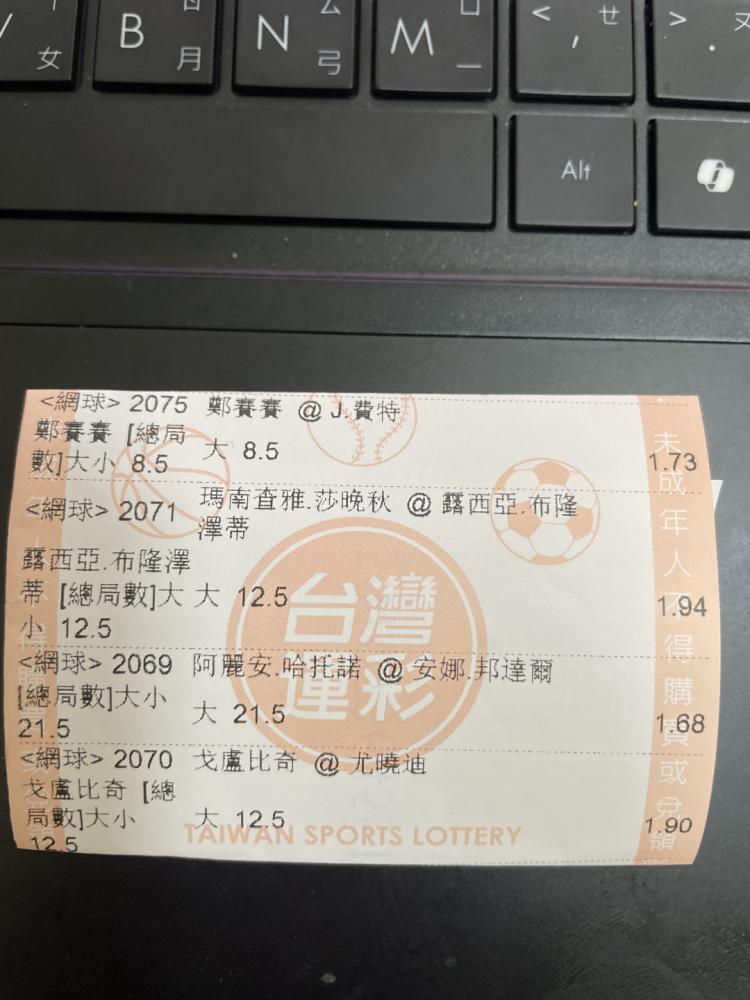 女
B
月
N
ㄙ
弓
M
ㄩ
一
<
,
ㄝ
>
.
ㄡ
Alt
<網球> 2075 鄭賽賽 @ J.費特
鄭賽賽 [總局
數]大小 8.5 大 8.5 1.73
<網球> 2071 瑪南查雅.莎晚秋 @ 露西亞.布隆
澤蒂
露西亞.布隆澤
蒂 [總局數]大 大 12.5 1.94
小 12.5
<網球> 2069 阿麗安.哈托諾 @ 安娜.邦達爾
[總局數]大小 大 21.5 1.68
21.5
<網球> 2070 戈盧比奇 @ 尤曉迪
戈盧比奇 [總
局數]大小 大 12.5 1.90
12.5
台灣
運彩
TAIWAN SPORTS LOTTERY
未成年人不得購買或兌領